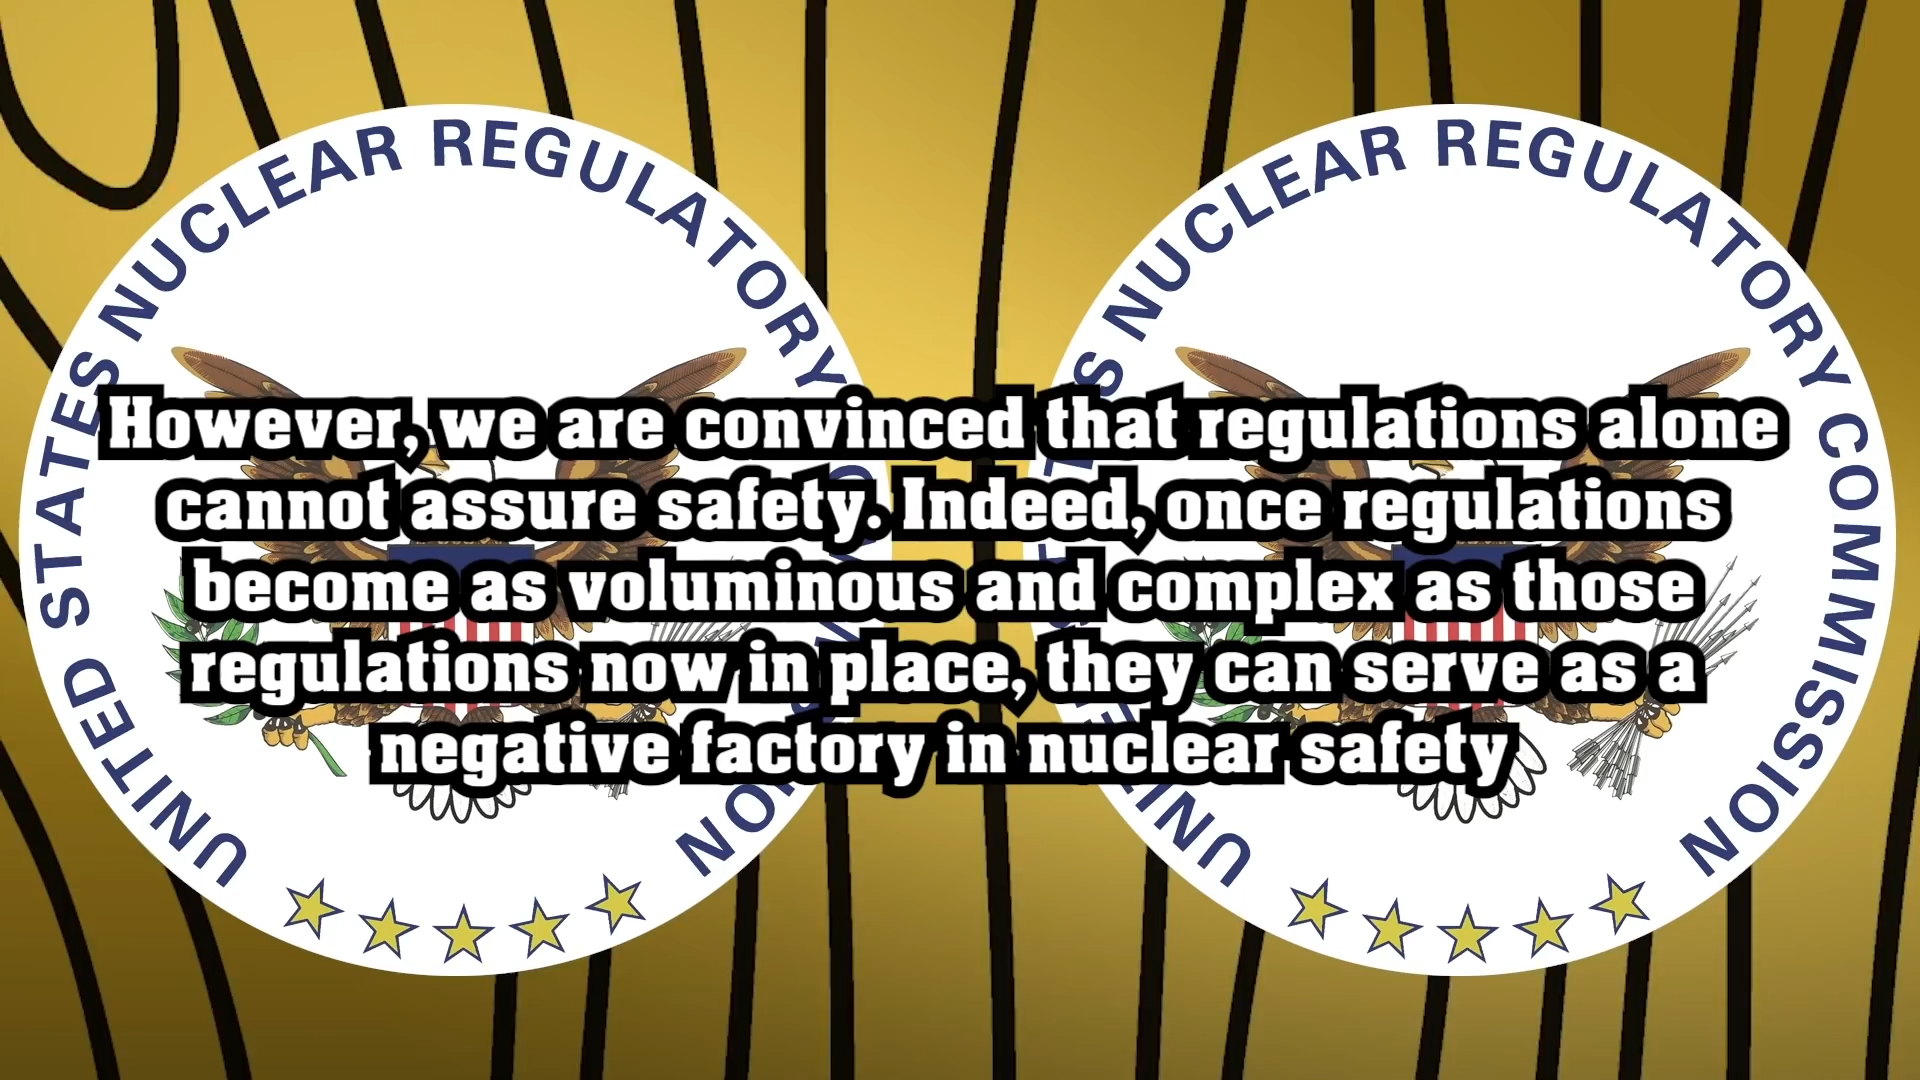 UNITED STATES NUCLEAR REGULATORY COMMISSION
UNITED STATES NUCLEAR REGULATORY COMMISSION
However, we are convinced that regulations alone
cannot assure safety. Indeed, once regulations
become as voluminous and complex as those
regulations now in place, they can serve as a
negative factory in nuclear safety